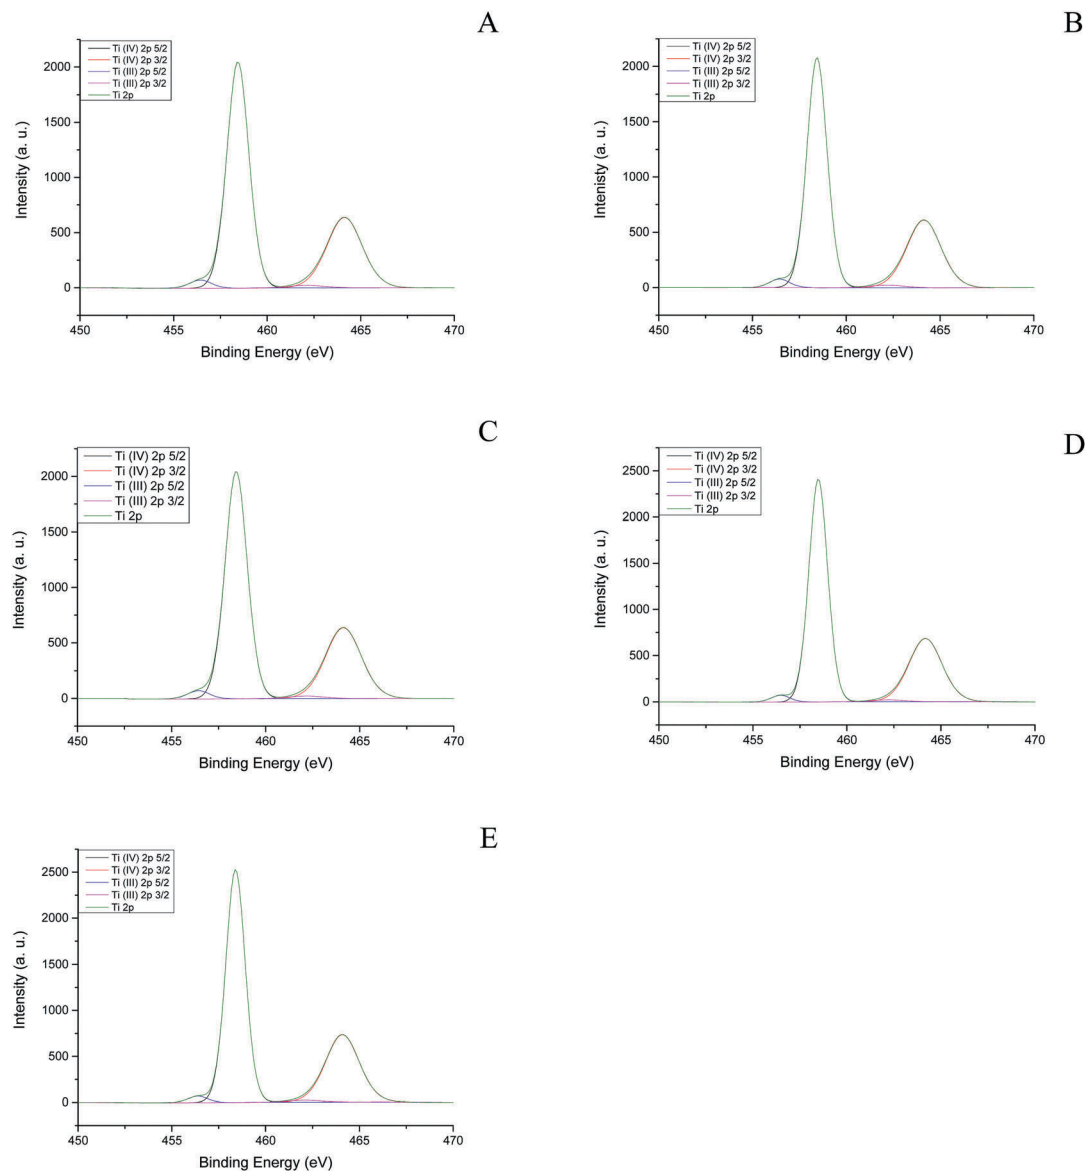 A
Ti (IV) 2p 5/2
Ti (IV) 2p 3/2
Ti (III) 2p 5/2
Ti (III) 2p 3/2
Ti 2p
2000
1500
1000
500
0
Intensity (a. u.)
450 455 460 465 470
Binding Energy (eV)
B
Ti (IV) 2p 5/2
Ti (IV) 2p 3/2
Ti (III) 2p 5/2
Ti (III) 2p 3/2
Ti 2p
2000
1500
1000
500
0
Intenisty (a. u.)
450 455 460 465 470
Binding Energy (eV)
C
Ti (IV) 2p 5/2
Ti (IV) 2p 3/2
Ti (III) 2p 5/2
Ti (III) 2p 3/2
Ti 2p
2000
1500
1000
500
0
Intensity (a. u.)
450 455 460 465 470
Binding Energy (eV)
D
Ti (IV) 2p 5/2
Ti (IV) 2p 3/2
Ti (III) 2p 5/2
Ti (III) 2p 3/2
Ti 2p
2500
2000
1500
1000
500
0
Intensity (a. u.)
450 455 460 465 470
Binding Energy (eV)
E
Ti (IV) 2p 5/2
Ti (IV) 2p 3/2
Ti (III) 2p 5/2
Ti (III) 2p 3/2
Ti 2p
2500
2000
1500
1000
500
0
Intensity (a. u.)
450 455 460 465 470
Binding Energy (eV)